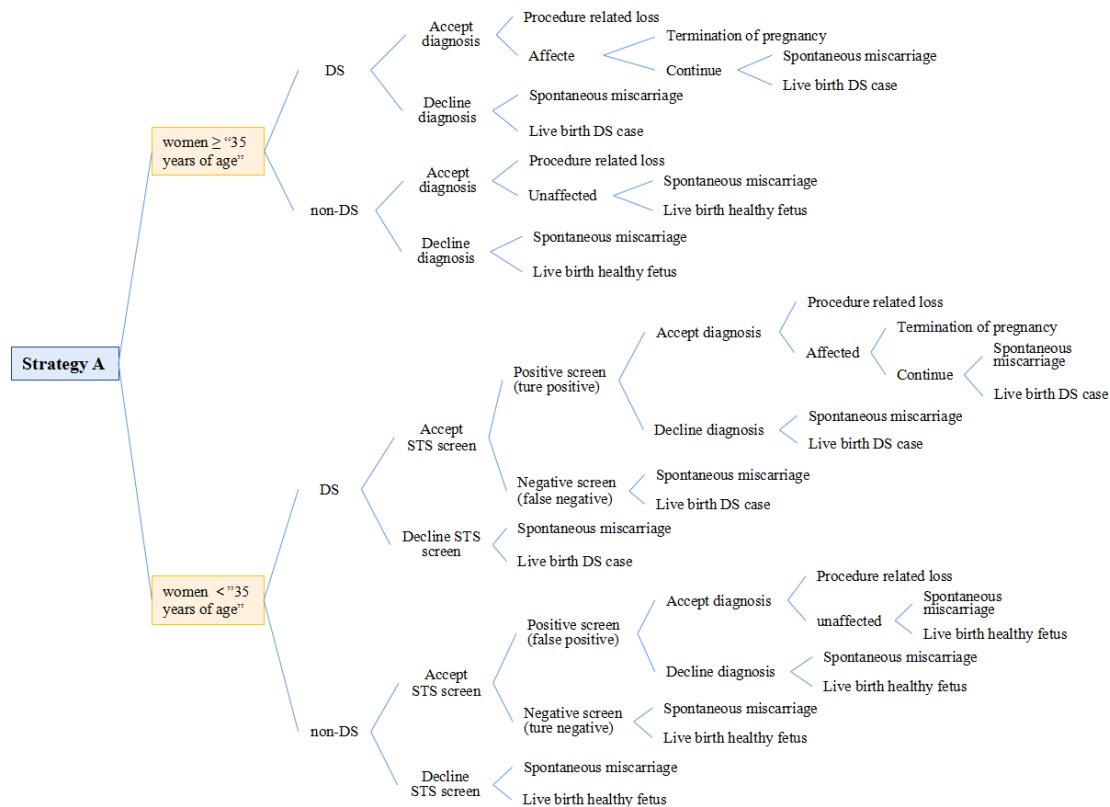 Strategy A
women ≥ “35
years of age”
DS
Accept
diagnosis
Procedure related loss
Affecte
Termination of pregnancy
Continue
Spontaneous miscarriage
Live birth DS case
Decline
diagnosis
Spontaneous miscarriage
Live birth DS case
non-DS
Accept
diagnosis
Procedure related loss
Unaffected
Spontaneous miscarriage
Live birth healthy fetus
Decline
diagnosis
Spontaneous miscarriage
Live birth healthy fetus
women < ”35
years of age”
DS
Accept
STS screen
Positive screen
(ture positive)
Accept diagnosis
Procedure related loss
Affected
Termination of pregnancy
Continue
Spontaneous
miscarriage
Live birth DS case
Decline diagnosis
Spontaneous miscarriage
Live birth DS case
Negative screen
(false negative)
Spontaneous miscarriage
Live birth DS case
Decline STS
screen
Spontaneous miscarriage
Live birth DS case
non-DS
Accept
STS screen
Positive screen
(false positive)
Accept diagnosis
Procedure related loss
unaffected
Spontaneous
miscarriage
Live birth healthy fetus
Decline diagnosis
Spontaneous miscarriage
Live birth healthy fetus
Negative screen
(ture negative)
Spontaneous miscarriage
Live birth healthy fetus
Decline
STS screen
Spontaneous miscarriage
Live birth healthy fetus